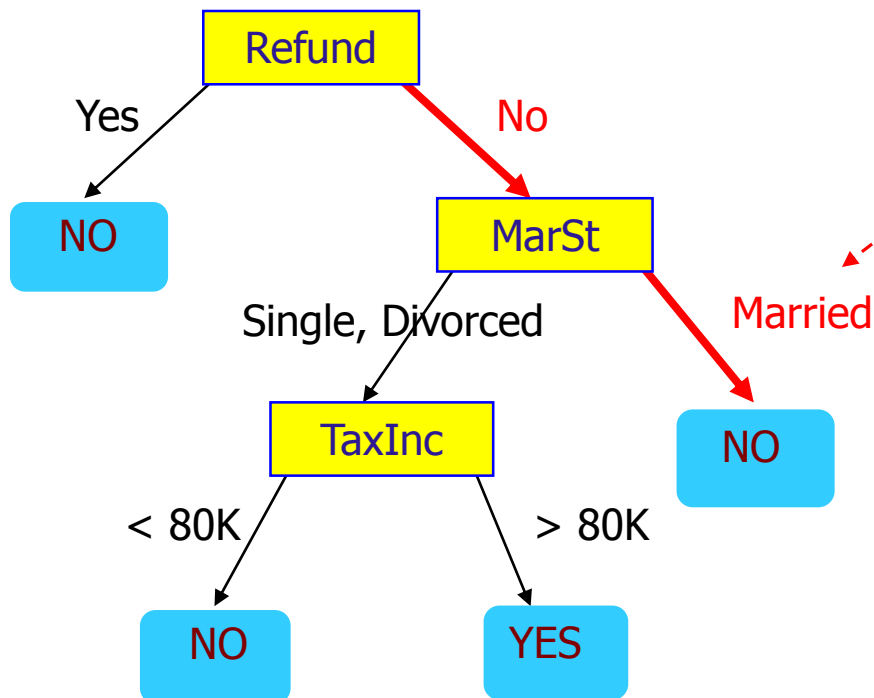 Refund
Yes
No
NO
MarSt
Single, Divorced
Married
TaxInc
NO
< 80K
> 80K
NO
YES